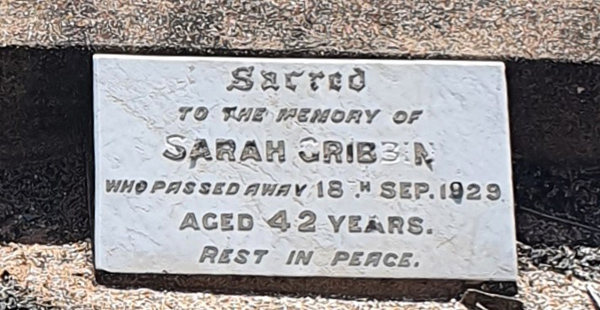 Sacred
TO THE MEMORY OF
SARAH GRIBBIN
WHO PASSED AWAY 18TH SEP. 1929
AGED 42 YEARS.
REST IN PEACE.